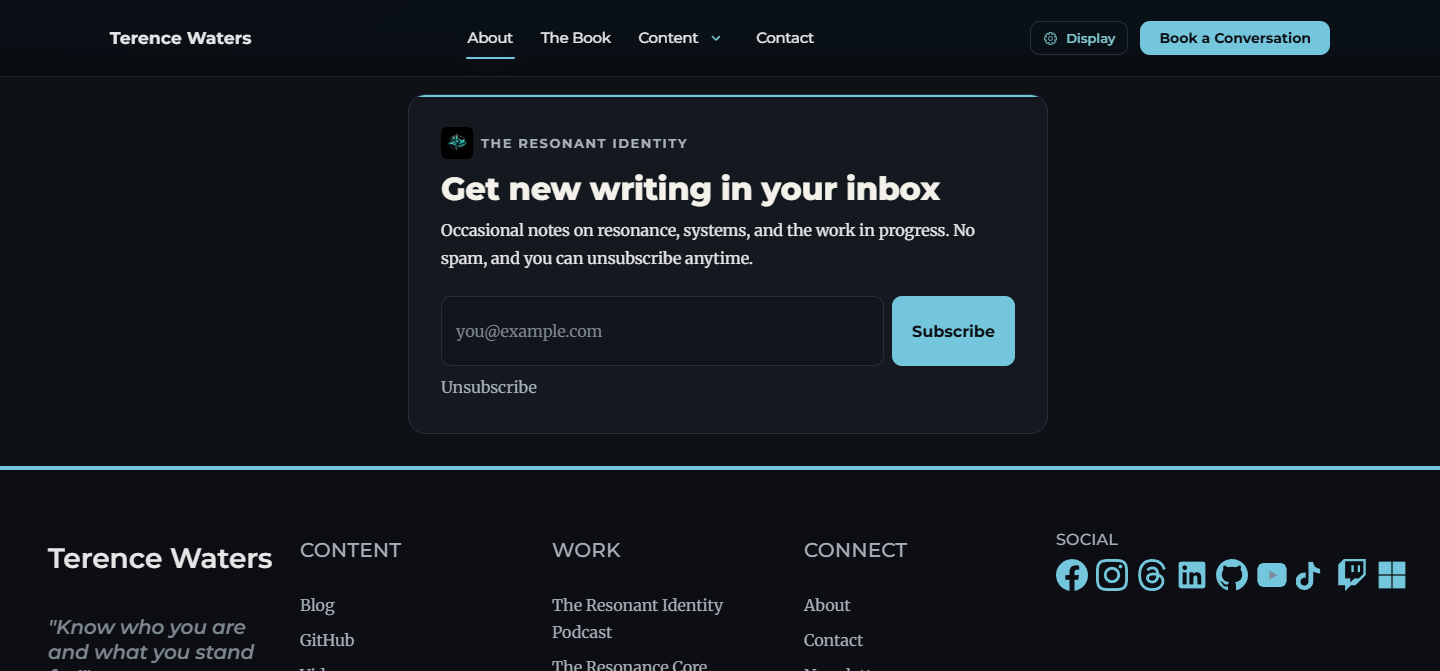 Terence Waters
About
The Book
Content
Contact
Display
Book a Conversation
THE RESONANT IDENTITY
Get new writing in your inbox
Occasional notes on resonance, systems, and the work in progress. No
spam, and you can unsubscribe anytime.
you@example.com
Subscribe
Unsubscribe
Terence Waters
"Know who you are
and what you stand
CONTENT
Blog
GitHub
WORK
The Resonant Identity
Podcast
The Resonance Core
CONNECT
About
Contact
SOCIAL